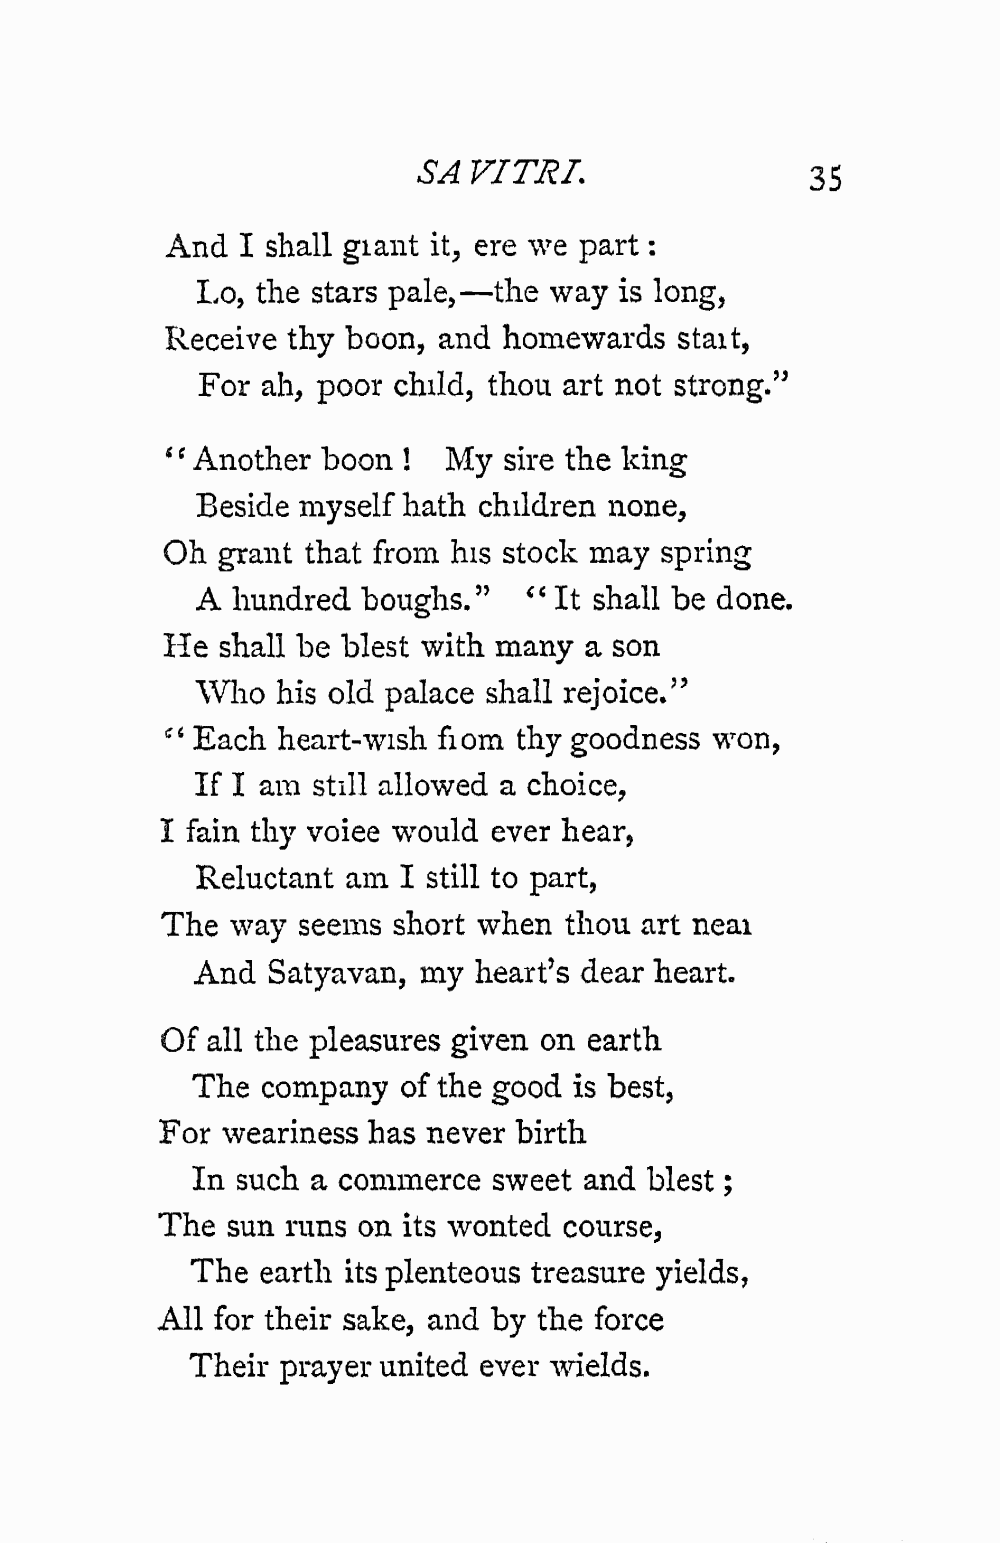 SAVITRI. 35
And I shall grant it, ere we part :
Lo, the stars pale,—the way is long,
Receive thy boon, and homewards start,
For ah, poor child, thou art not strong.”
“Another boon ! My sire the king
Beside myself hath children none,
Oh grant that from his stock may spring
A hundred boughs.” “It shall be done.
He shall be blest with many a son
Who his old palace shall rejoice.”
“Each heart-wish from thy goodness won,
If I am still allowed a choice,
I fain thy voice would ever hear,
Reluctant am I still to part,
The way seems short when thou art near
And Satyavan, my heart’s dear heart.
Of all the pleasures given on earth
The company of the good is best,
For weariness has never birth
In such a commerce sweet and blest ;
The sun runs on its wonted course,
The earth its plenteous treasure yields,
All for their sake, and by the force
Their prayer united ever wields.